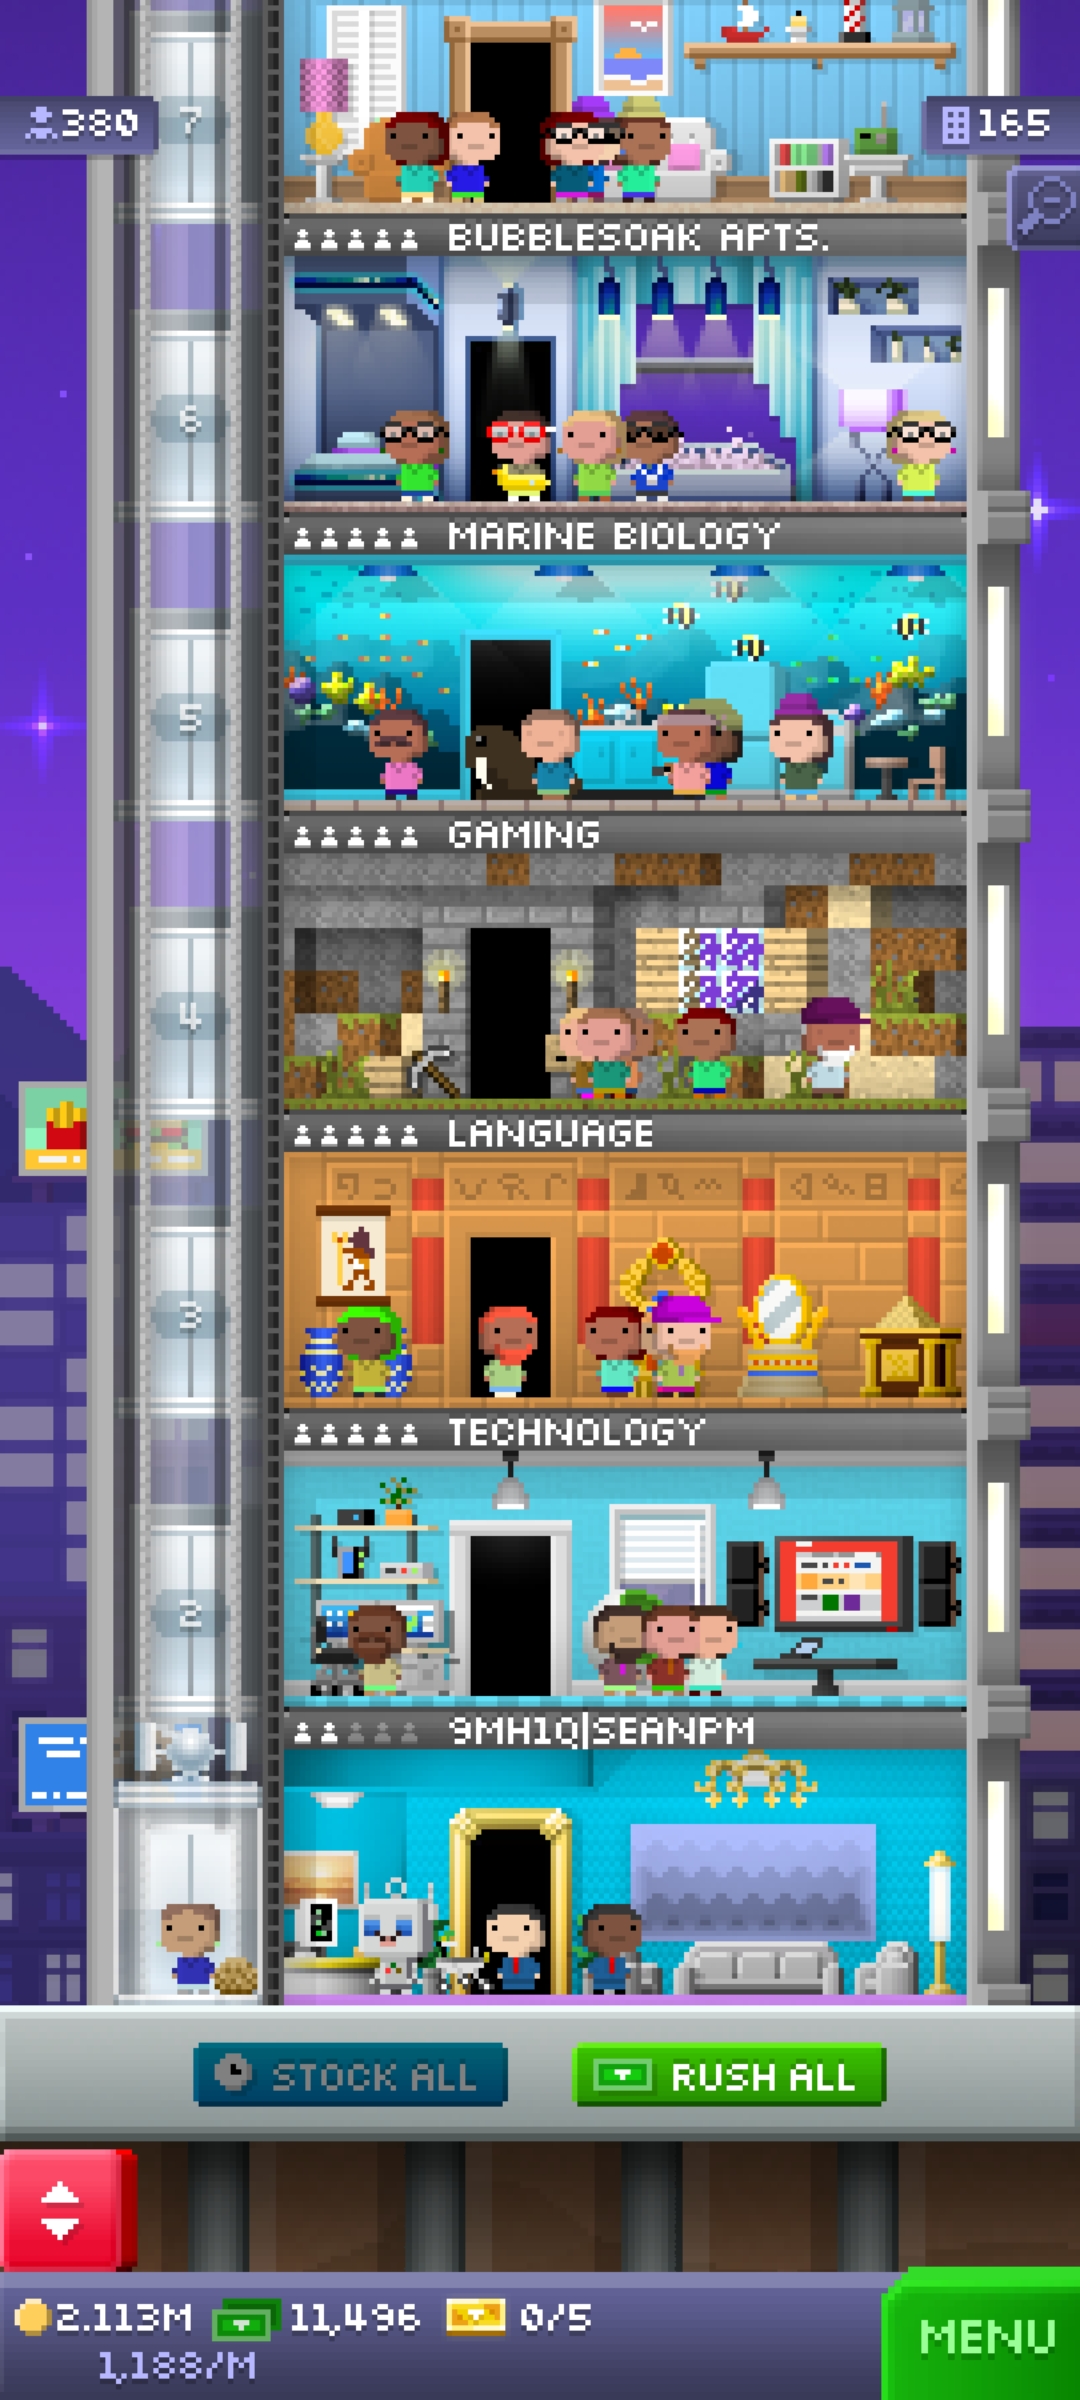 380
7
165
BUBBLESOAK APTS.
6
MARINE BIOLOGY
5
GAMING
4
LANGUAGE
3
TECHNOLOGY
2
9MH1Q|SEANPM
STOCK ALL
RUSH ALL
2.113M
11,496
0/5
1,188/M
MENU